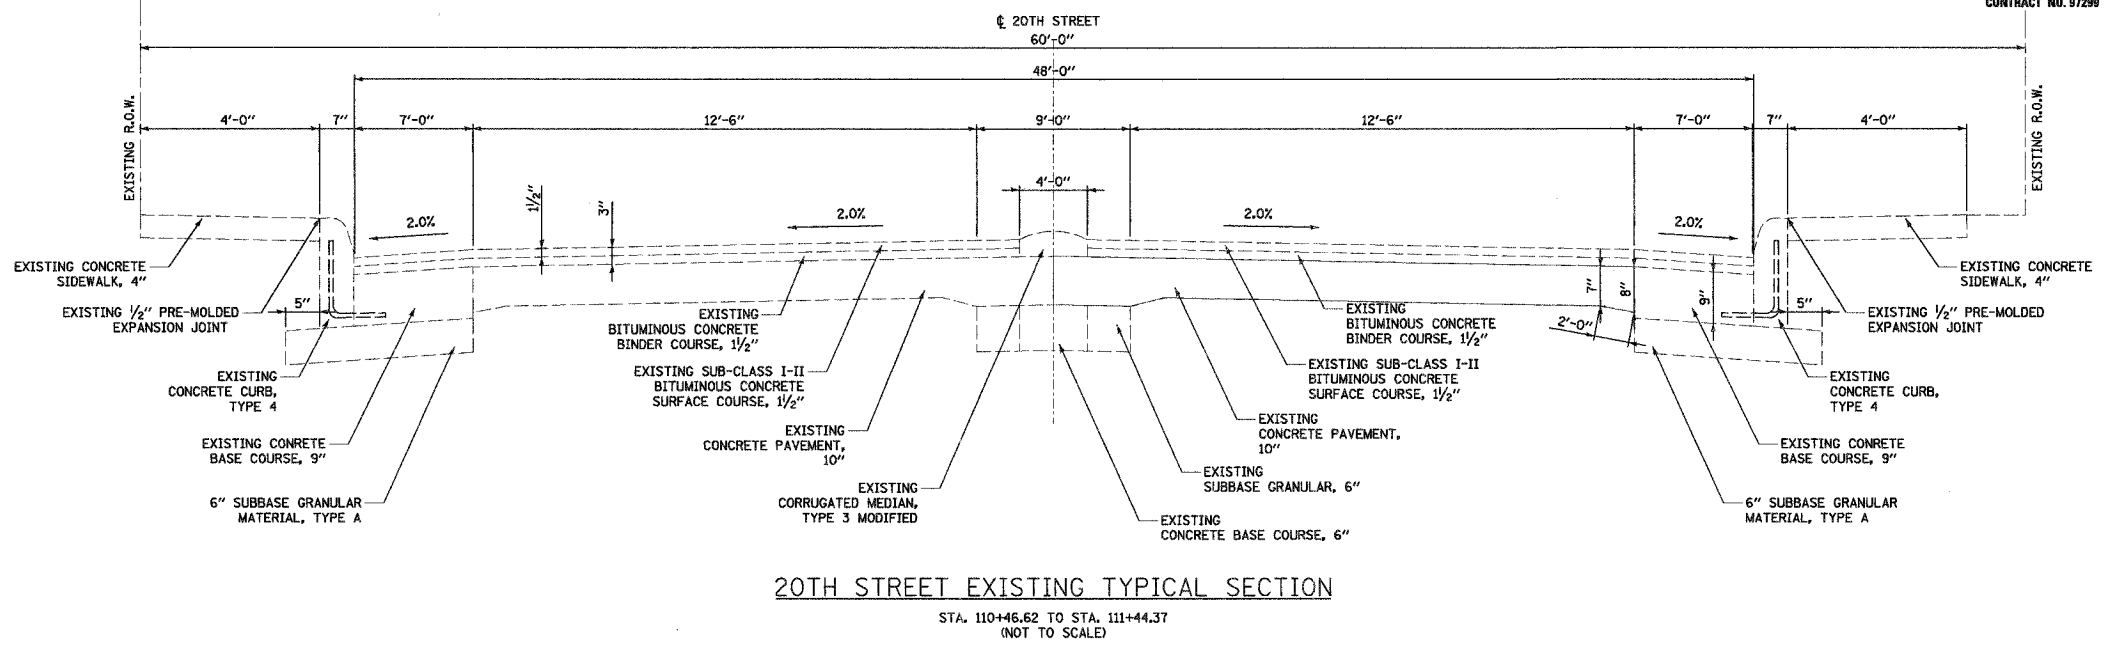 CONTRACT NO. 97299
℄ 20TH STREET
60'-0"
48'-0"
EXISTING R.O.W.
4'-0"
7"
7'-0"
12'-6"
9'-0"
12'-6"
7'-0"
7"
4'-0"
EXISTING R.O.W.
4'-0"
2.0%
1½"
3"
2.0%
2.0%
2.0%
EXISTING CONCRETE
SIDEWALK, 4"
EXISTING ½" PRE-MOLDED
EXPANSION JOINT
5"
EXISTING
CONCRETE CURB,
TYPE 4
EXISTING CONRETE
BASE COURSE, 9"
6" SUBBASE GRANULAR
MATERIAL, TYPE A
EXISTING
BITUMINOUS CONCRETE
BINDER COURSE, 1½"
EXISTING SUB-CLASS I-II
BITUMINOUS CONCRETE
SURFACE COURSE, 1½"
EXISTING
CONCRETE PAVEMENT,
10"
EXISTING
CORRUGATED MEDIAN,
TYPE 3 MODIFIED
EXISTING
BITUMINOUS CONCRETE
BINDER COURSE, 1½"
EXISTING SUB-CLASS I-II
BITUMINOUS CONCRETE
SURFACE COURSE, 1½"
EXISTING
CONCRETE PAVEMENT,
10"
EXISTING
SUBBASE GRANULAR, 6"
EXISTING
CONCRETE BASE COURSE, 6"
7"
8"
9"
2'-0"
5"
EXISTING CONCRETE
SIDEWALK, 4"
EXISTING ½" PRE-MOLDED
EXPANSION JOINT
EXISTING
CONCRETE CURB,
TYPE 4
EXISTING CONRETE
BASE COURSE, 9"
6" SUBBASE GRANULAR
MATERIAL, TYPE A
20TH STREET EXISTING TYPICAL SECTION
STA. 110+46.62 TO STA. 111+44.37
(NOT TO SCALE)